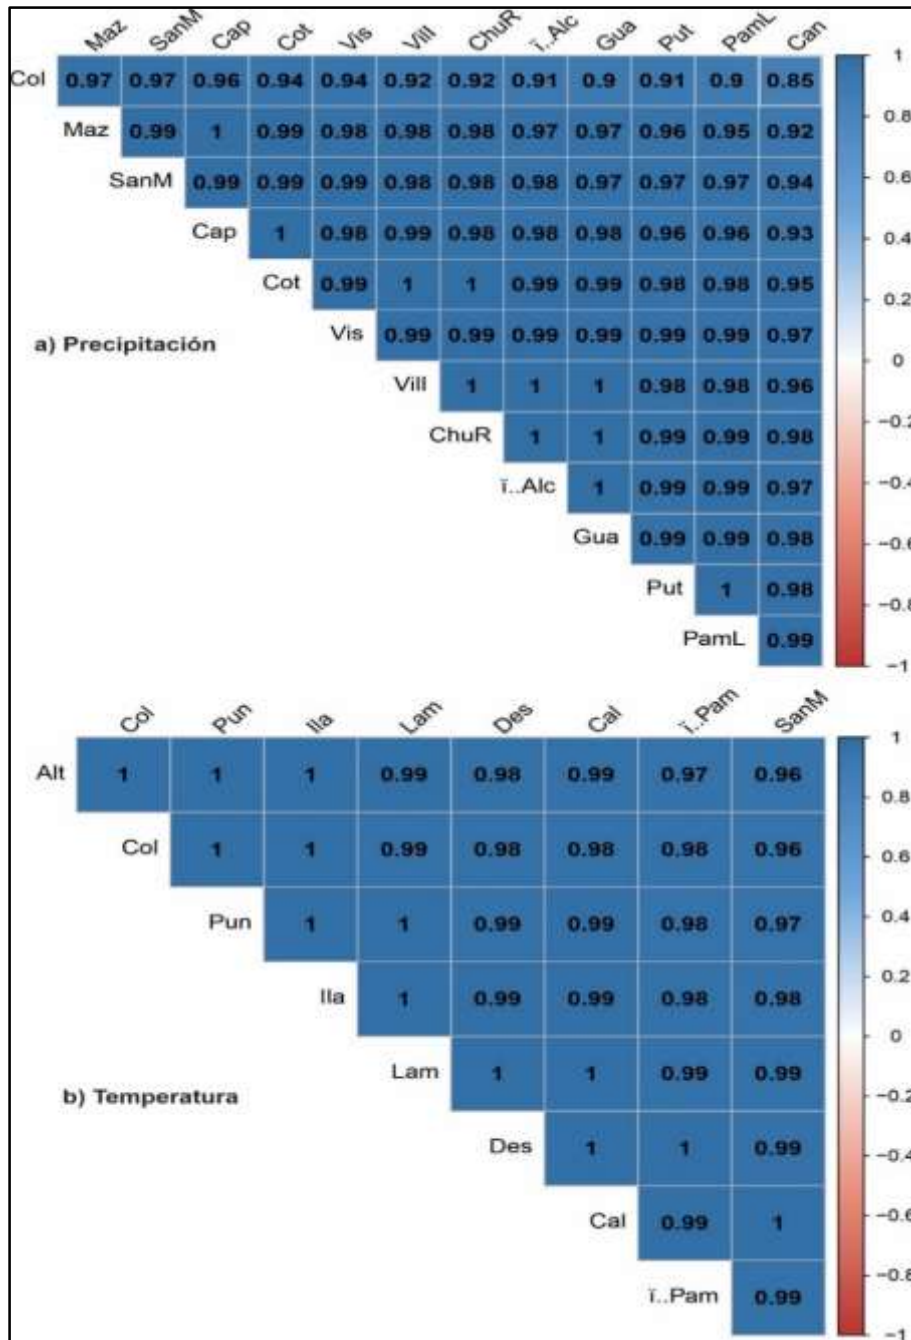 Maz SanM Cap Cot Vis Vill ChuR ï..Alc Gua Put PamL Can
Col 0.97 0.97 0.96 0.94 0.94 0.92 0.92 0.91 0.9 0.91 0.9 0.85
Maz 0.99 1 0.99 0.98 0.98 0.98 0.97 0.97 0.96 0.95 0.92
SanM 0.99 0.99 0.99 0.98 0.98 0.98 0.97 0.97 0.97 0.94
Cap 1 0.98 0.99 0.98 0.98 0.98 0.96 0.96 0.93
Cot 0.99 1 1 0.99 0.99 0.98 0.98 0.95
a) Precipitación
Vis 0.99 0.99 0.99 0.99 0.99 0.99 0.97
Vill 1 1 1 0.98 0.98 0.96
ChuR 1 1 0.99 0.99 0.98
ï..Alc 1 0.99 0.99 0.97
Gua 0.99 0.99 0.98
Put 1 0.98
PamL 0.99
1
0.8
0.6
0.4
0.2
0
−0.2
−0.4
−0.6
−0.8
−1
Col Pun Ila Lam Des Cal ï..Pam SanM
Alt 1 1 1 0.99 0.98 0.99 0.97 0.96
Col 1 1 0.99 0.98 0.98 0.98 0.96
Pun 1 1 0.99 0.99 0.98 0.97
Ila 1 0.99 0.99 0.98 0.98
Lam 1 1 0.99 0.99
b) Temperatura
Des 1 1 0.99
Cal 0.99 1
ï..Pam 0.99
1
0.8
0.6
0.4
0.2
0
−0.2
−0.4
−0.6
−0.8
−1